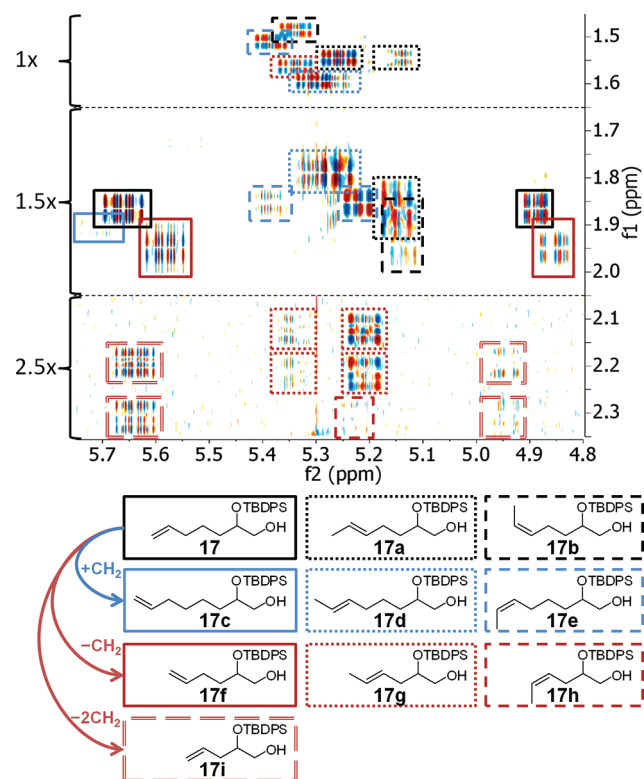 1x
1.5
1.6
1.5x
1.7
1.8
1.9
2.0
f1 (ppm)
2.5x
2.1
2.2
2.3
5.7 5.6 5.5 5.4 5.3 5.2 5.1 5.0 4.9 4.8
f2 (ppm)
OTBDPS OTBDPS OTBDPS
OH OH OH
17 17a 17b
+CH₂
OTBDPS OTBDPS OTBDPS
OH OH OH
17c 17d 17e
−CH₂
OTBDPS OTBDPS OTBDPS
OH OH OH
17f 17g 17h
−2CH₂
OTBDPS
OH
17i